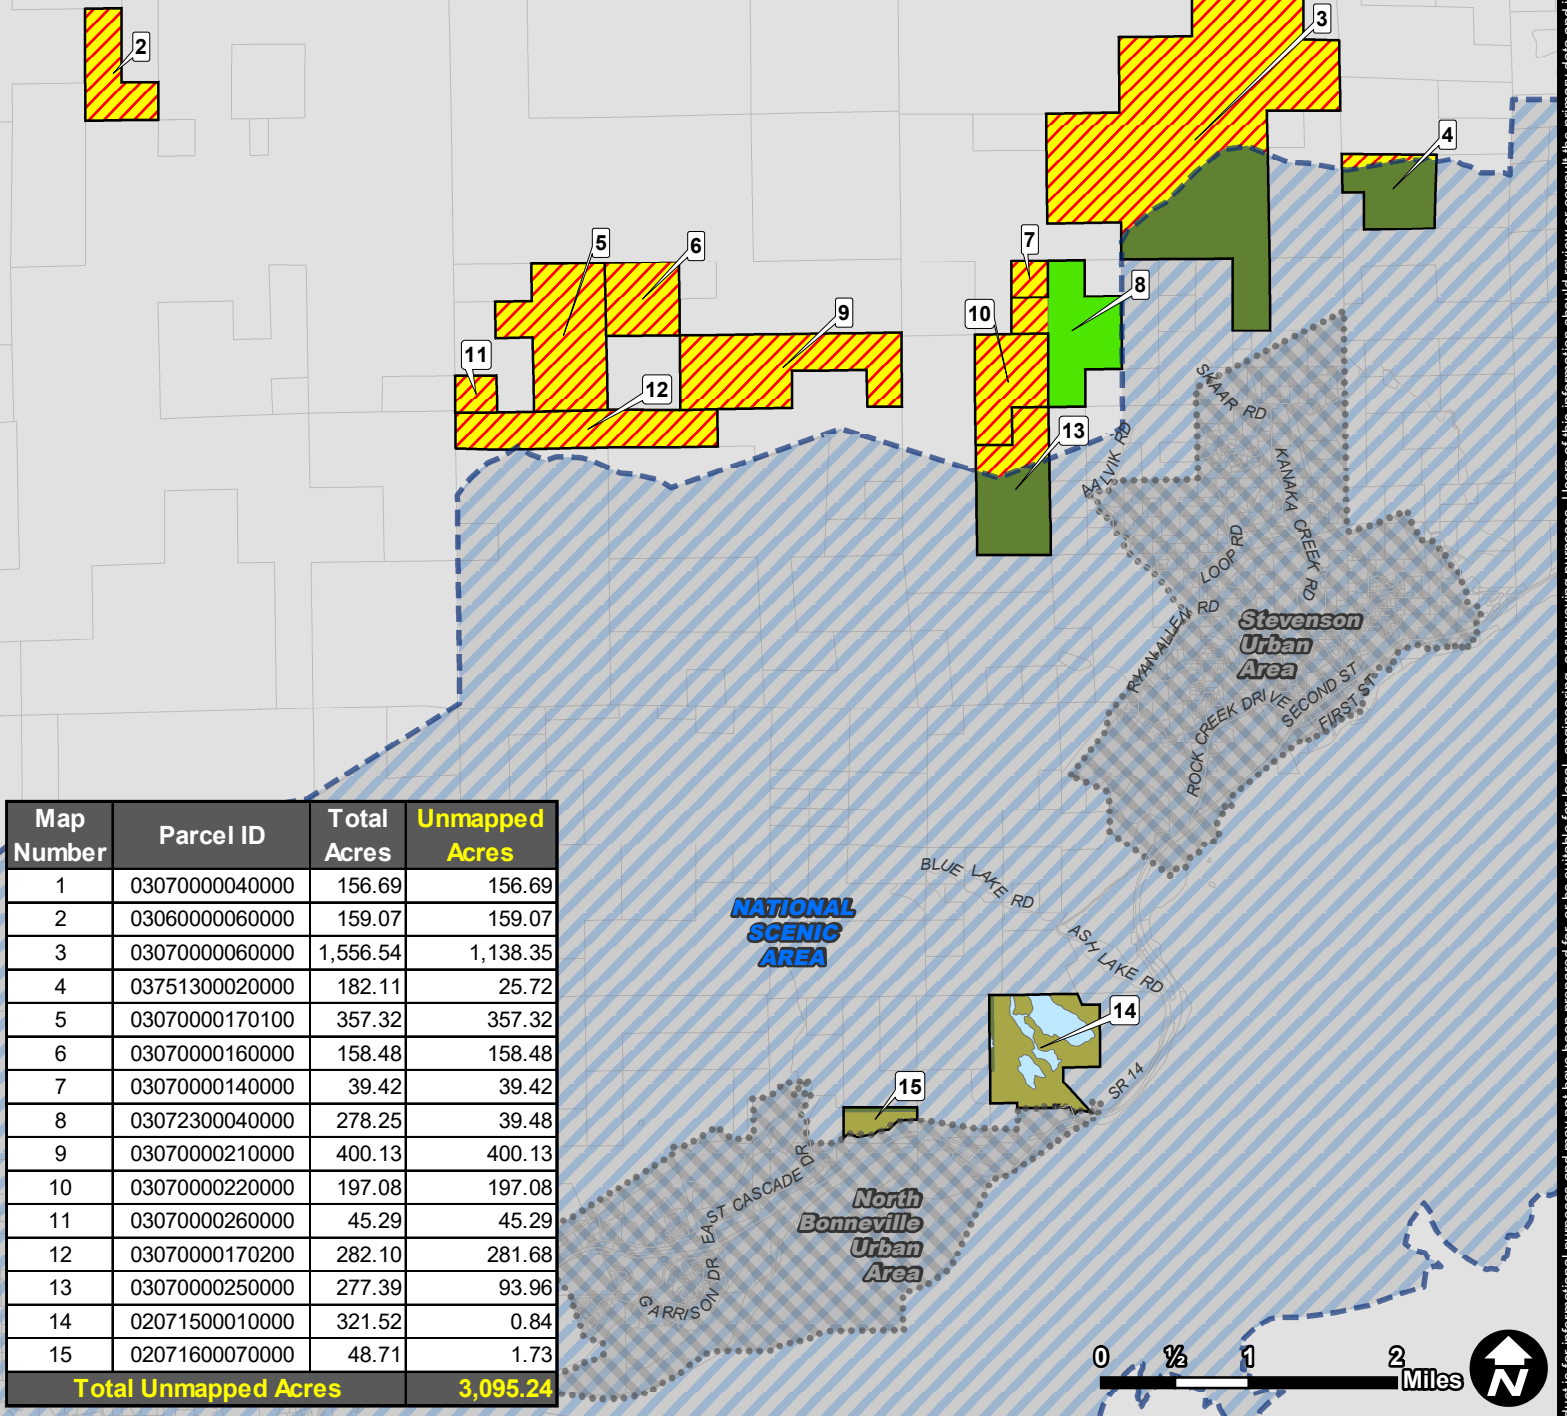 2
3
4
5
6
7
8
9
10
11
12
13
SKAAR RD
AALVIK RD
KANAKA CREEK RD
LOOP RD
RYAN ALLEN RD
Stevenson
Urban
Area
SECOND ST
FIRST ST
ROCK CREEK DRIVE
BLUE LAKE RD
ASH LAKE RD
NATIONAL
SCENIC
AREA
14
15
SR 14
EAST CASCADE DR
GARRISON DR
North
Bonneville
Urban
Area
Map Number Parcel ID Total Acres Unmapped Acres
1 03070000040000 156.69 156.69
2 03060000060000 159.07 159.07
3 03070000060000 1,556.54 1,138.35
4 03751300020000 182.11 25.72
5 03070000170100 357.32 357.32
6 03070000160000 158.48 158.48
7 03070000140000 39.42 39.42
8 03072300040000 278.25 39.48
9 03070000210000 400.13 400.13
10 03070000220000 197.08 197.08
11 03070000260000 45.29 45.29
12 03070000170200 282.10 281.68
13 03070000250000 277.39 93.96
14 02071500010000 321.52 0.84
15 02071600070000 48.71 1.73
Total Unmapped Acres 3,095.24
0 ½ 1 2
Miles
N